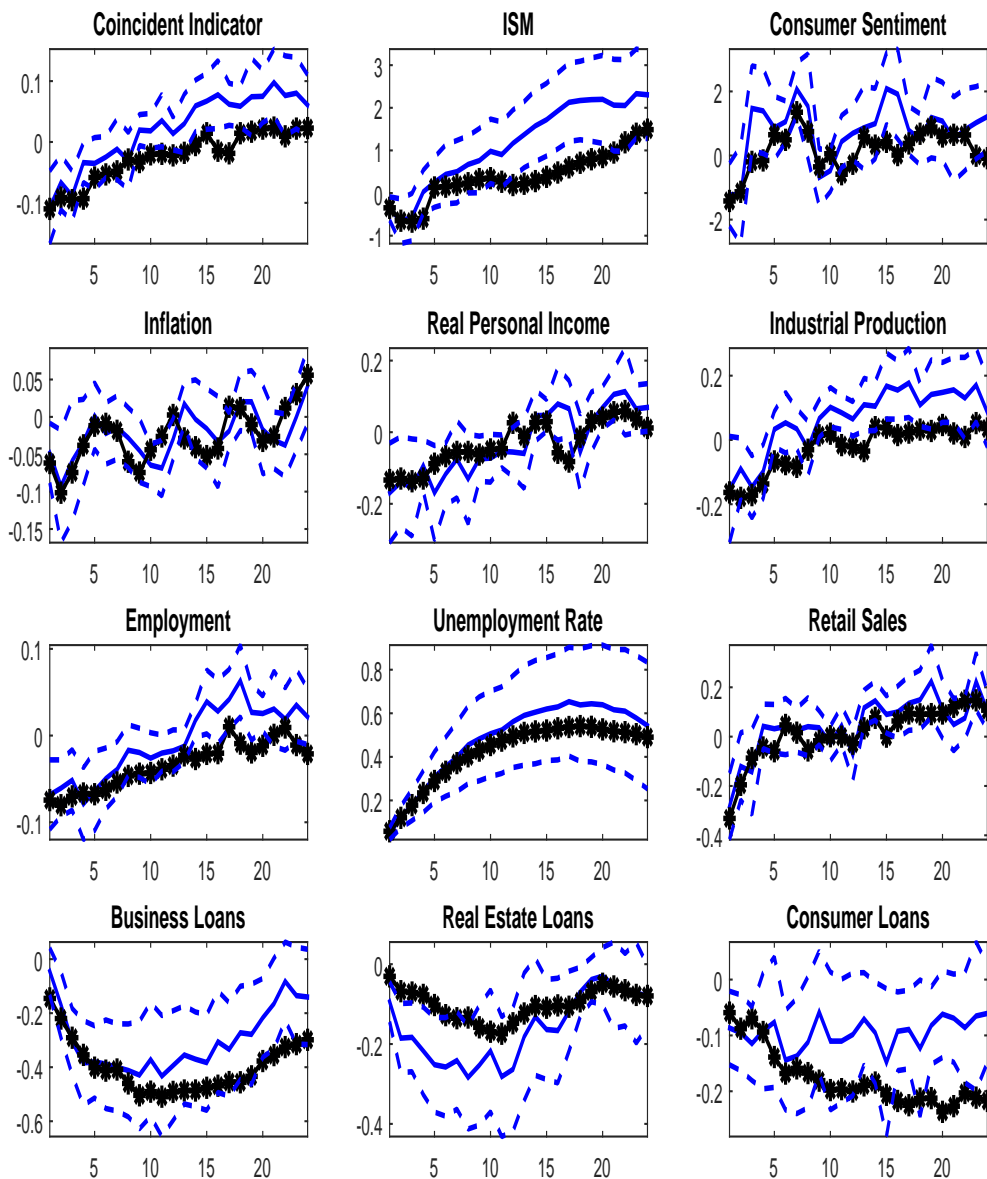 Coincident Indicator ISM Consumer Sentiment
0.1
0
-0.1
5 10 15 20
3
2
1
0
-1
5 10 15 20
2
0
-2
5 10 15 20
Inflation Real Personal Income Industrial Production
0.05
0
-0.05
-0.1
-0.15
5 10 15 20
0.2
0
-0.2
5 10 15 20
0.2
0
-0.2
5 10 15 20
Employment Unemployment Rate Retail Sales
0.1
0
-0.1
5 10 15 20
0.8
0.6
0.4
0.2
5 10 15 20
0.2
0
-0.2
-0.4
5 10 15 20
Business Loans Real Estate Loans Consumer Loans
0
-0.2
-0.4
-0.6
5 10 15 20
0
-0.2
-0.4
5 10 15 20
0
-0.1
-0.2
5 10 15 20